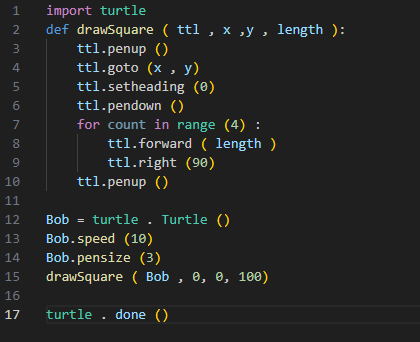 1 import turtle
2 def drawSquare ( ttl , x ,y , length ):
3     ttl.penup ()
4     ttl.goto (x , y)
5     ttl.setheading (0)
6     ttl.pendown ()
7     for count in range (4) :
8         ttl.forward ( length )
9         ttl.right (90)
10     ttl.penup ()
11
12 Bob = turtle . Turtle ()
13 Bob.speed (10)
14 Bob.pensize (3)
15 drawSquare ( Bob , 0, 0, 100)
16
17 turtle . done ()